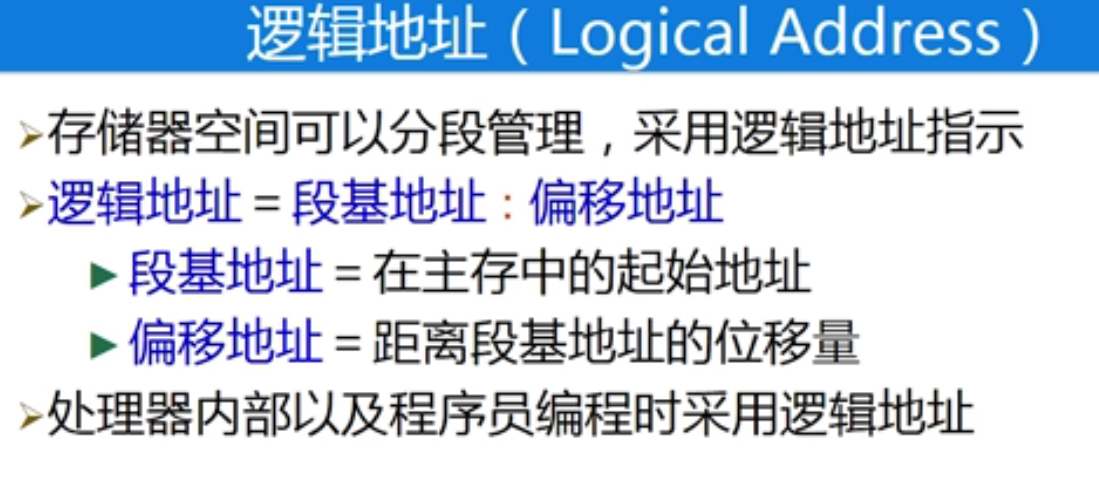 逻辑地址（Logical Address）
存储器空间可以分段管理，采用逻辑地址指示
逻辑地址＝段基地址：偏移地址
段基地址＝在主存中的起始地址
偏移地址＝距离段基地址的位移量
处理器内部以及程序员编程时采用逻辑地址